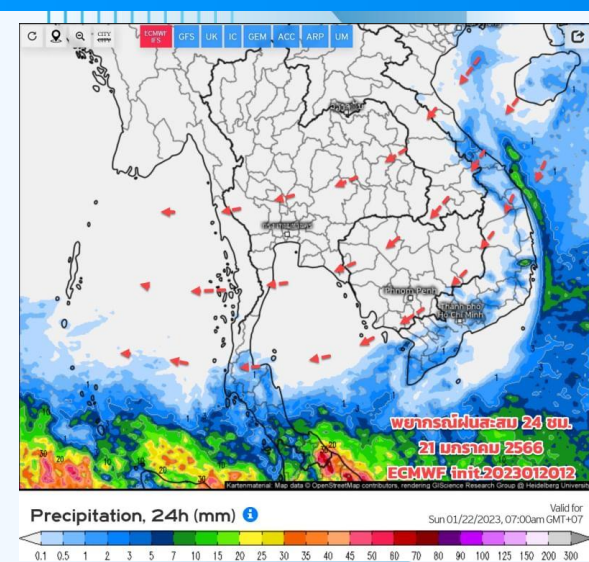 CITY
ECMWF
IFS
GFS
UK
IC
GEM
ACC
ARP
UM
Phnom Penh
Thành phố
Hồ Chí Minh
พยากรณ์ฝนสะสม 24 ชม.
21 มกราคม 2566
ECMWF init.2023012012
Kartenmaterial: Map data © OpenStreetMap contributors, rendering GIScience Research Group @ Heidelberg University
Precipitation, 24h (mm)
Valid for
Sun 01/22/2023, 07:00am GMT+07
0.1 0.5 1 2 3 5 7 10 15 20 25 30 35 40 45 50 60 70 80 90 100 125 150 200 300